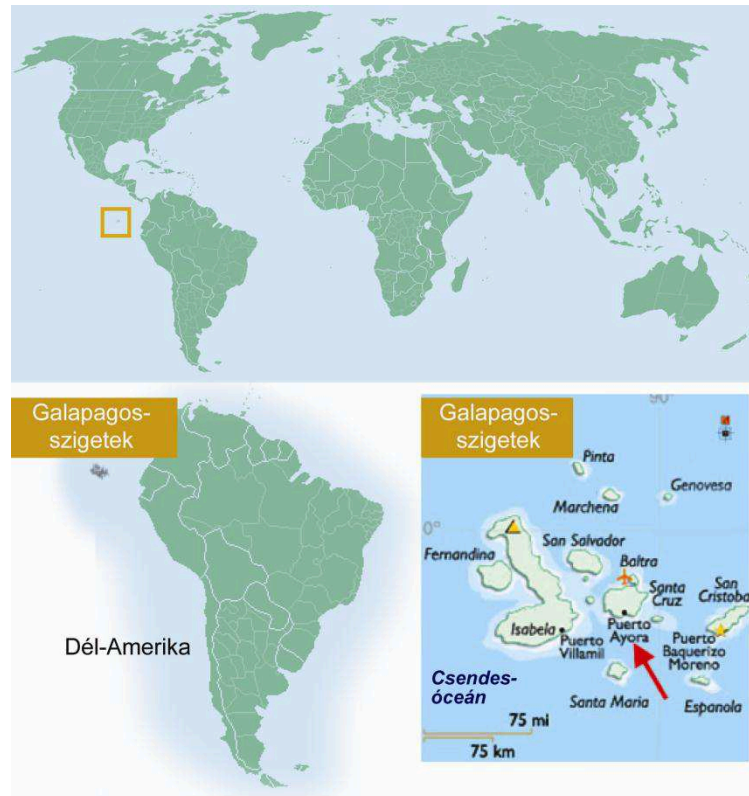 Galapagos-
szigetek
Dél-Amerika
Galapagos-
szigetek
90°
Pinta
Genovesa
Marchena
0°
San Salvador
Fernandina
Baltra
Santa
Cruz
San
Cristoba
Isabela
Puerto
Villamil
Puerto
Ayora
Puerto
Baquerizo
Moreno
Csendes-
óceán
Santa Maria
Espanola
75 mi
75 km